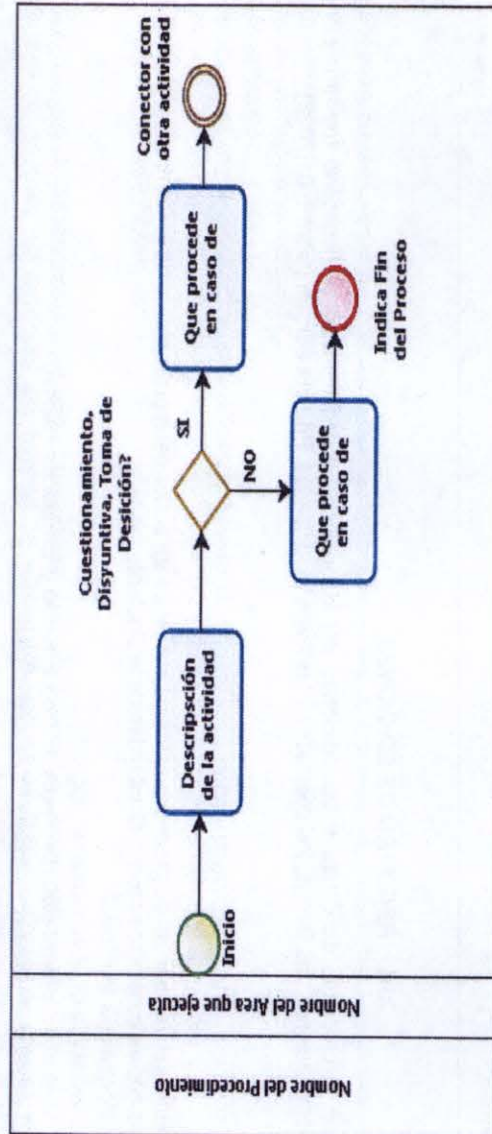 Nombre del Procedimiento
Nombre del Área que ejecuta
Inicio
Descripsción
de la actividad
Cuestionamiento,
Disyuntiva, Toma de
Desición?
SI
NO
Que procede
en caso de
Conector con
otra actividad
Que procede
en caso de
Indica Fin
del Proceso